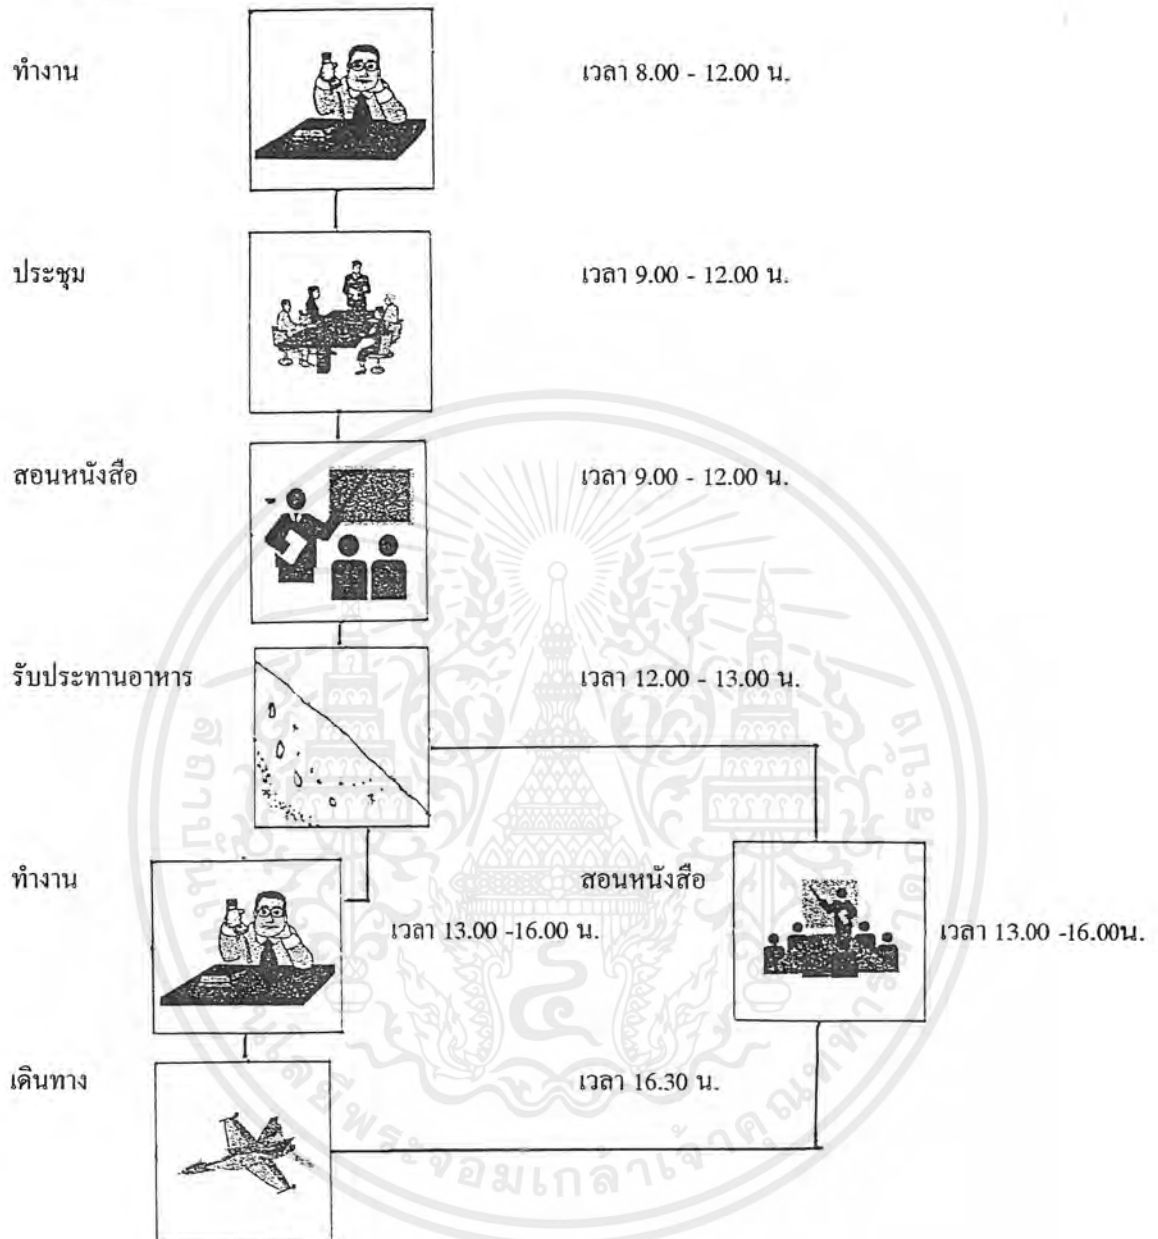 ทำงาน เวลา 8.00 - 12.00 น.
ประชุม เวลา 9.00 - 12.00 น.
สอนหนังสือ เวลา 9.00 - 12.00 น.
รับประทานอาหาร เวลา 12.00 - 13.00 น.
ทำงาน สอนหนังสือ
เวลา 13.00 -16.00 น. เวลา 13.00 -16.00น.
เดินทาง เวลา 16.30 น.